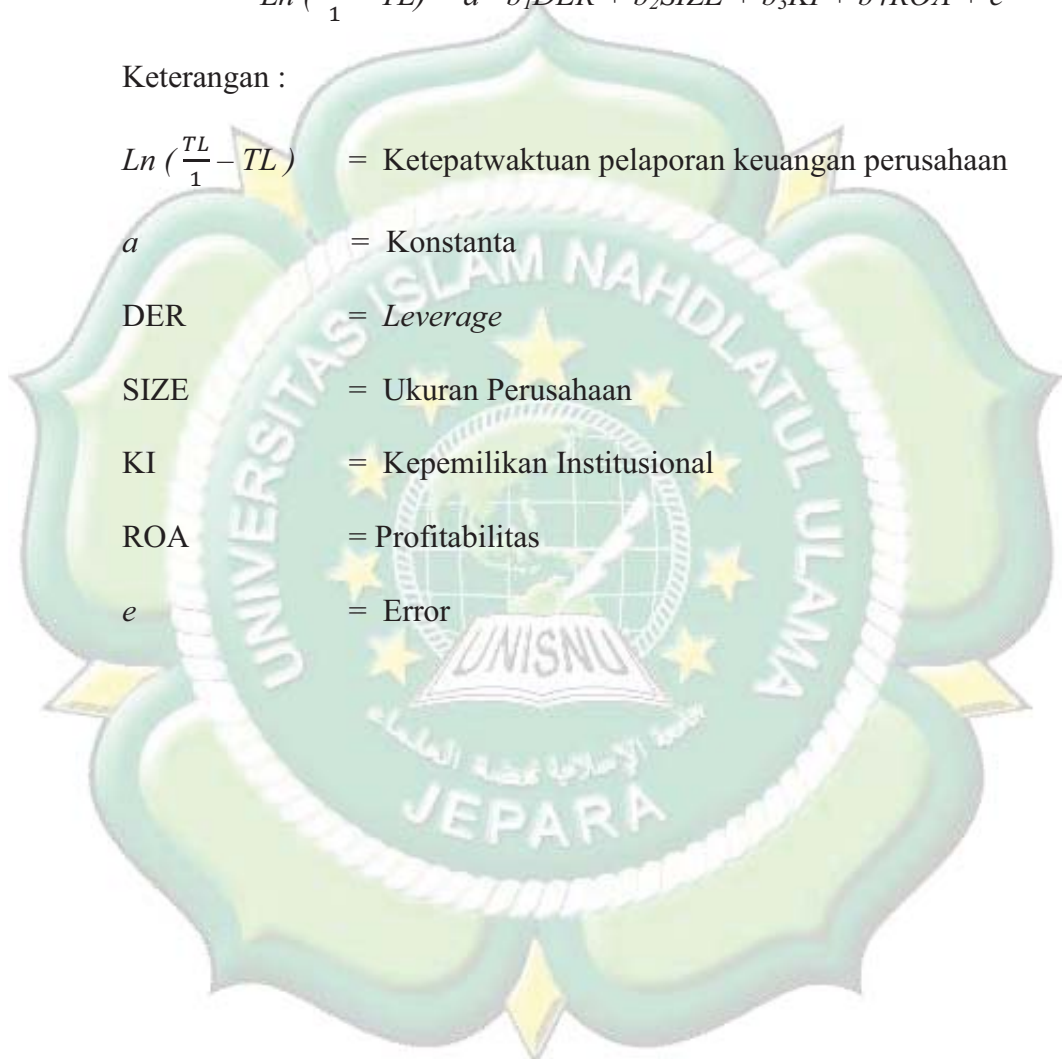 Keterangan :
Ln ( TL/1 – TL ) = Ketepatwaktuan pelaporan keuangan perusahaan
a = Konstanta
DER = Leverage
SIZE = Ukuran Perusahaan
KI = Kepemilikan Institusional
ROA = Profitabilitas
e = Error
UNIVERSITAS ISLAM NAHDLATUL ULAMA
UNISNU
JEPARA